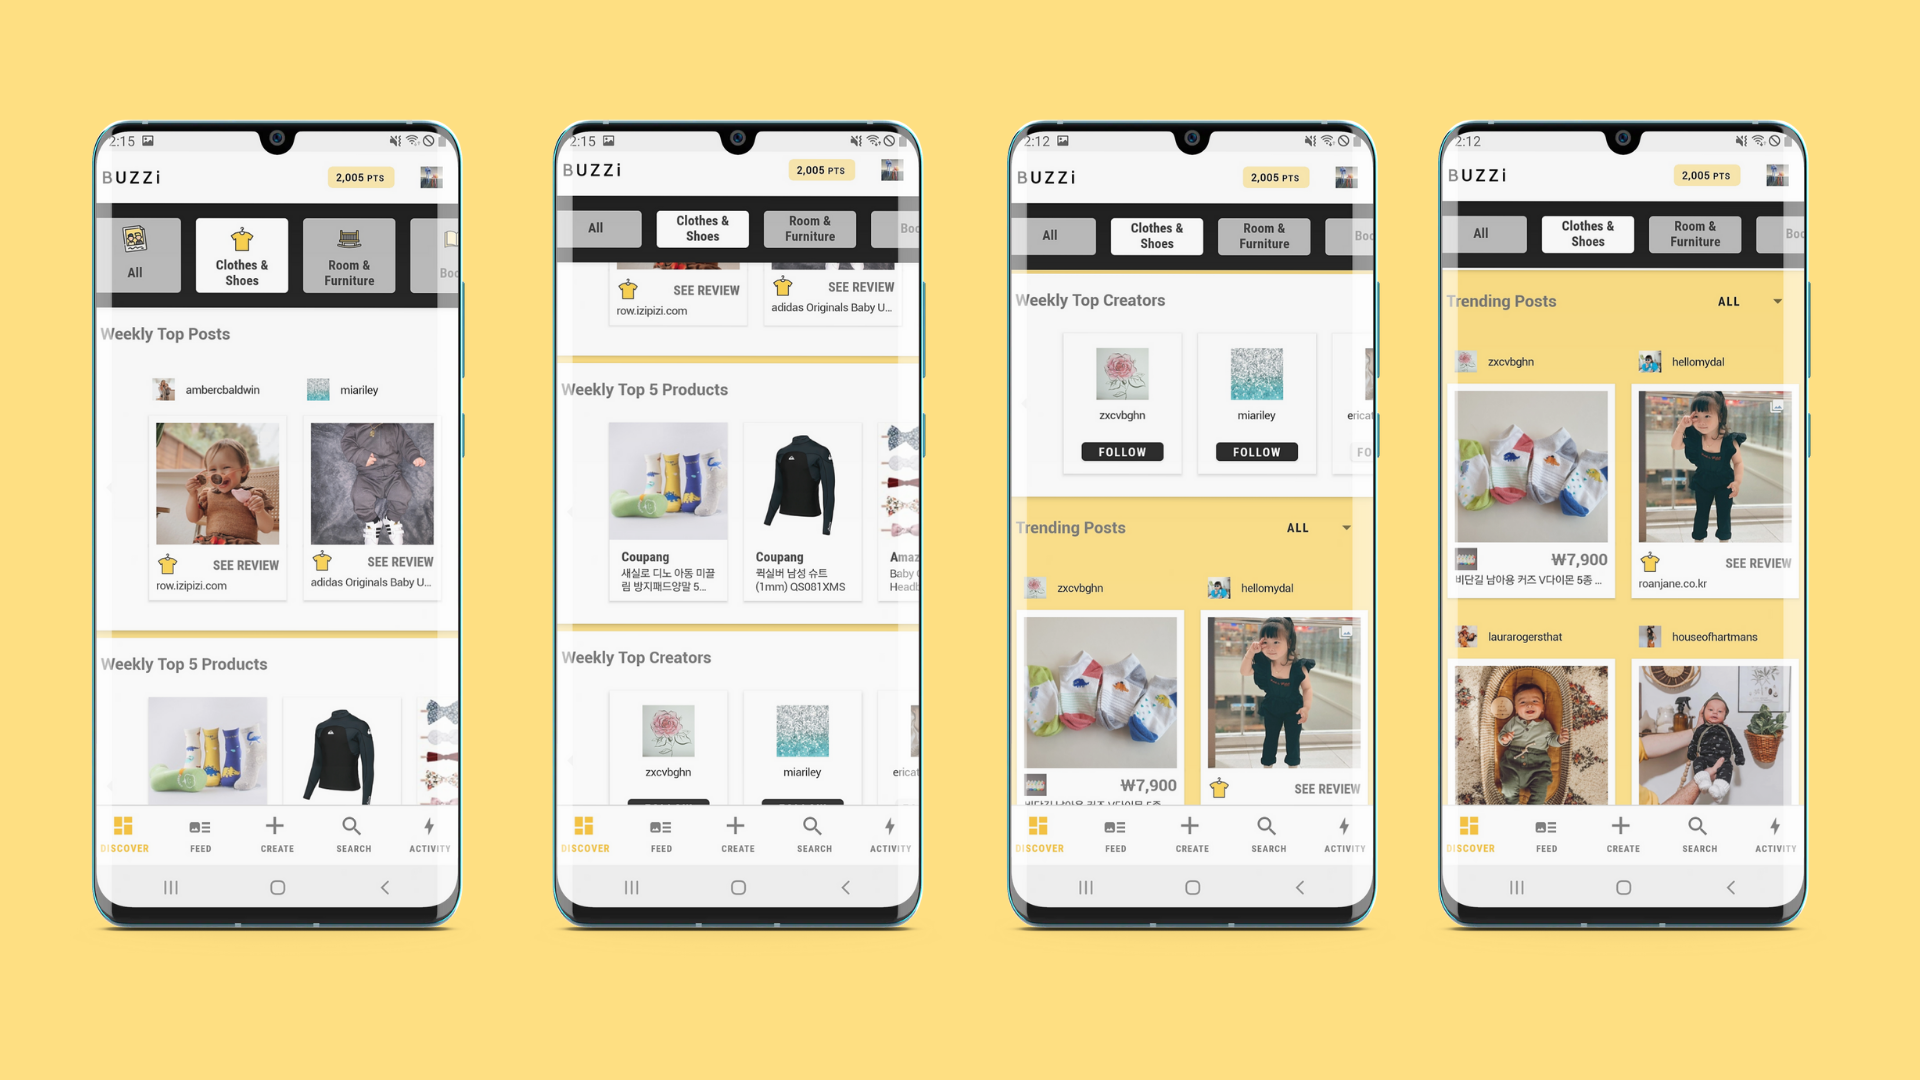 2:15
BUZZi
2,005 PTS
All
Clothes &
Shoes
Room &
Furniture
Boo
Weekly Top Posts
ambercbaldwin
miariley
SEE REVIEW
row.izipizi.com
SEE REVIEW
adidas Originals Baby U...
Weekly Top 5 Products
DISCOVER
FEED
CREATE
SEARCH
ACTIVITY
2:15
BUZZi
2,005 PTS
All
Clothes &
Shoes
Room &
Furniture
Boo
SEE REVIEW
row.izipizi.com
SEE REVIEW
adidas Originals Baby U...
Weekly Top 5 Products
Coupang
새실로 디노 아동 미끌
림 방지패드양말 5...
Coupang
퀵실버 남성 슈트
(1mm) QS081XMS
Amaz
Baby
Headb
Weekly Top Creators
zxcvbghn
miariley
ericat
DISCOVER
FEED
CREATE
SEARCH
ACTIVITY
2:12
BUZZi
2,005 PTS
All
Clothes &
Shoes
Room &
Furniture
Boo
Weekly Top Creators
zxcvbghn
FOLLOW
miariley
FOLLOW
ericat
FO
Trending Posts
ALL
zxcvbghn
hellomydal
₩7,900
SEE REVIEW
DISCOVER
FEED
CREATE
SEARCH
ACTIVITY
2:12
BUZZi
2,005 PTS
All
Clothes &
Shoes
Room &
Furniture
Boo
Trending Posts
ALL
zxcvbghn
hellomydal
₩7,900
비단길 남아용 커즈 V다이몬 5종 ...
SEE REVIEW
roanjane.co.kr
laurarogersthat
houseofhartmans
DISCOVER
FEED
CREATE
SEARCH
ACTIVITY